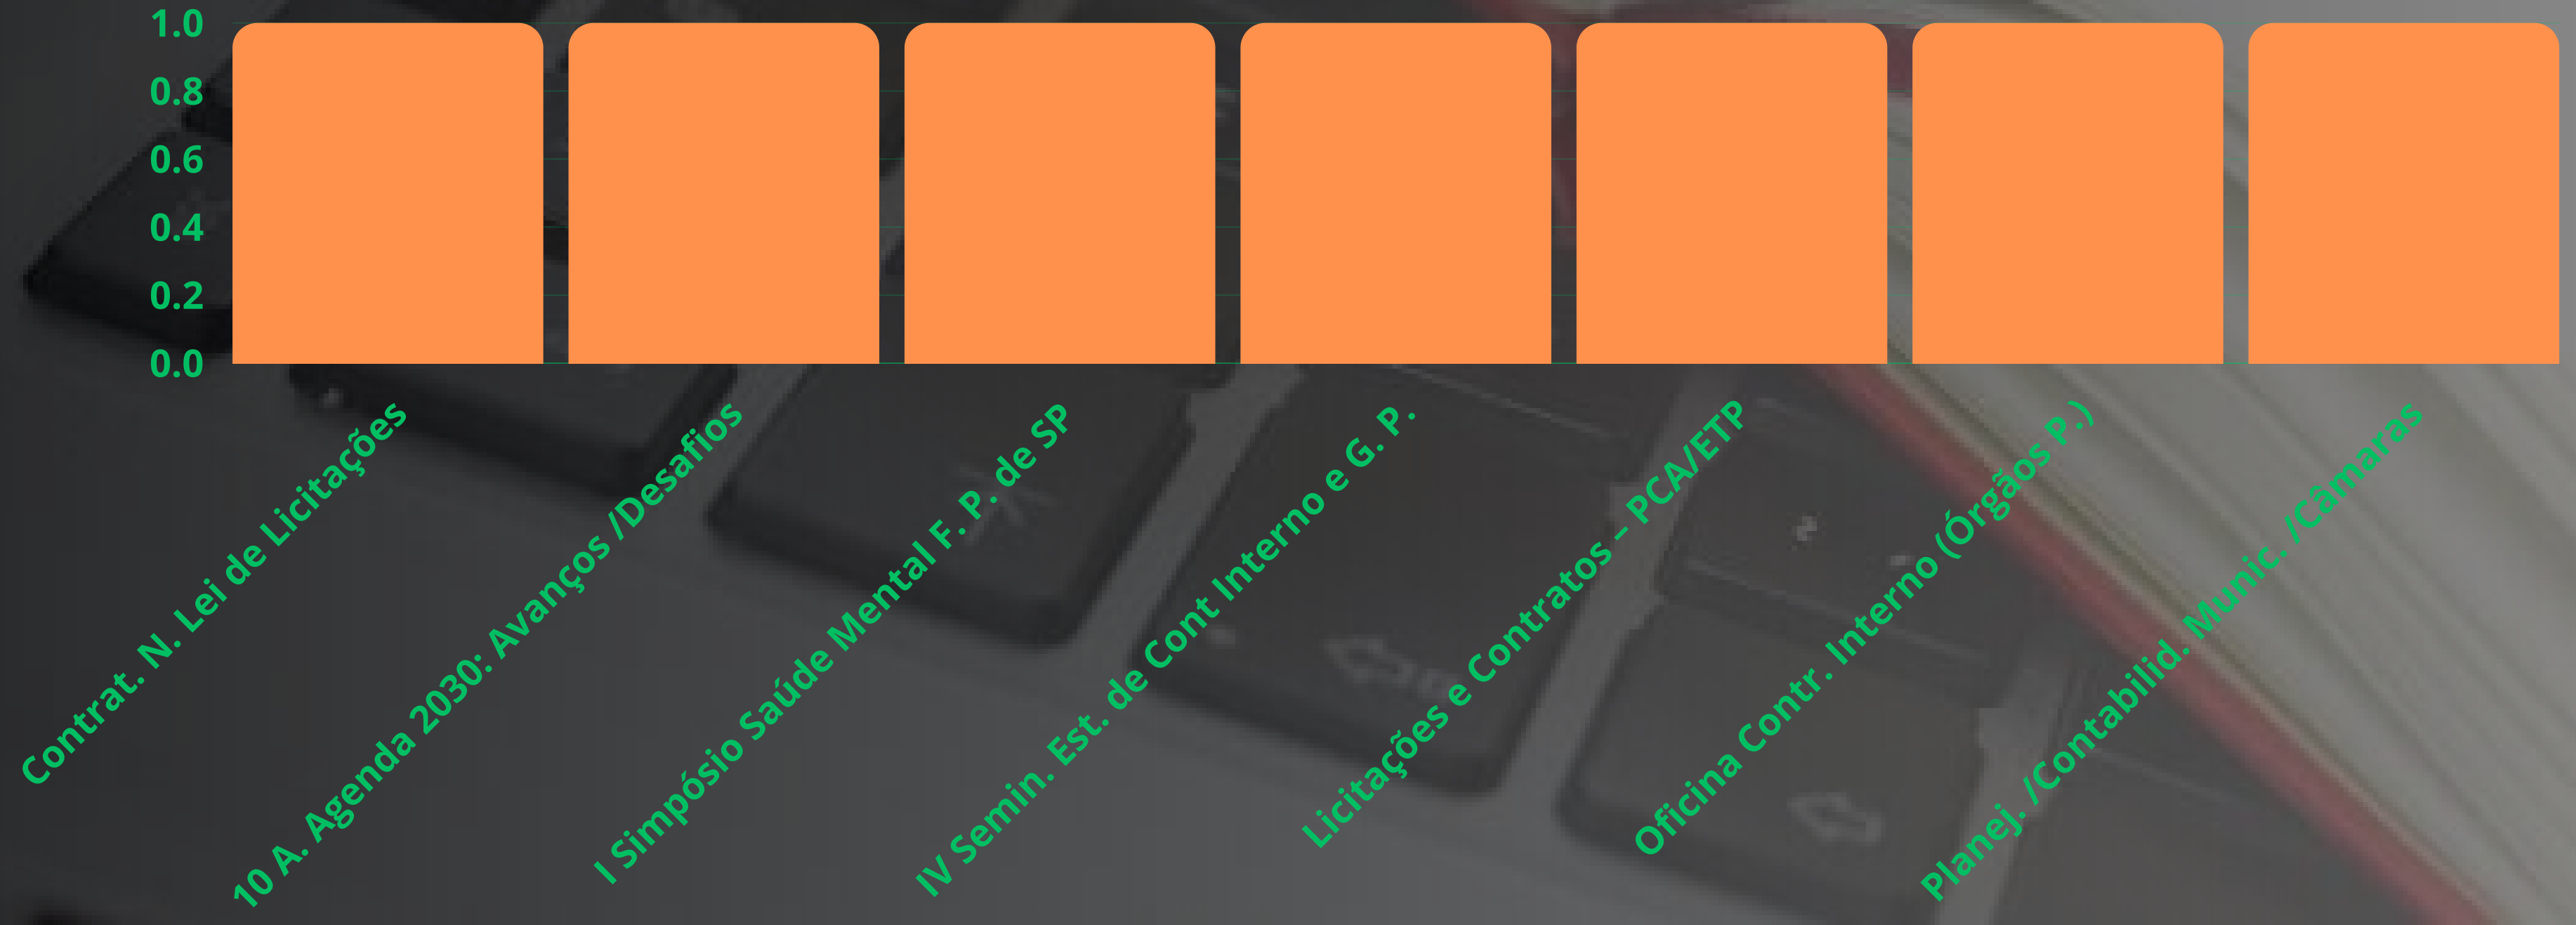 1.0
0.8
0.6
0.4
0.2
0.0
Contrat. N. Lei de Licitações
10 A. Agenda 2030: Avanços /Desafios
I Simpósio Saúde Mental F. P. de SP
IV Semin. Est. de Cont Interno e G. P.
Licitações e Contratos – PCA/ETP
Oficina Contr. Interno (Órgãos P.)
Planej. /Contabilid. Munic. /Câmaras